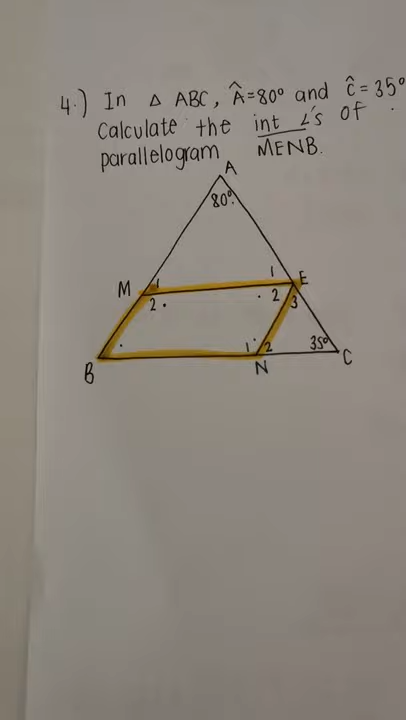 4.) In △ ABC, Â=80° and Ĉ=35°
Calculate the int ∠'s of
parallelogram MENB.
A
80°
M 1 1 E
2 2 3
1 2 35°
B N C